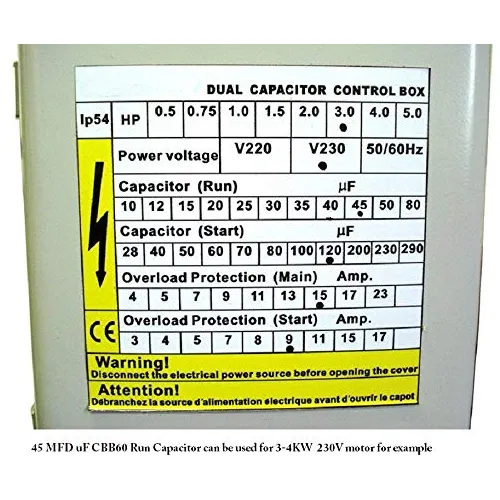 DUAL CAPACITOR CONTROL BOX
Ip54 HP 0.5 0.75 1.0 1.5 2.0 3.0 4.0 5.0
Power voltage V220 V230 50/60Hz
Capacitor (Run) µF
10 12 15 20 25 30 35 40 45 50 80
Capacitor (Start) µF
28 40 50 60 70 80 100 120 200 230 290
Overload Protection (Main) Amp.
4 5 7 9 11 13 15 17 23
CE Overload Protection (Start) Amp.
3 4 5 7 8 9 11 15 17
Warning!
Disconnect the electrical power source before opening the cover
Attention!
Débranchez la source d'alimentation électrique avant d'ouvrir le capot
45 MFD uF CBB60 Run Capacitor can be used for 3-4KW 230V motor for example